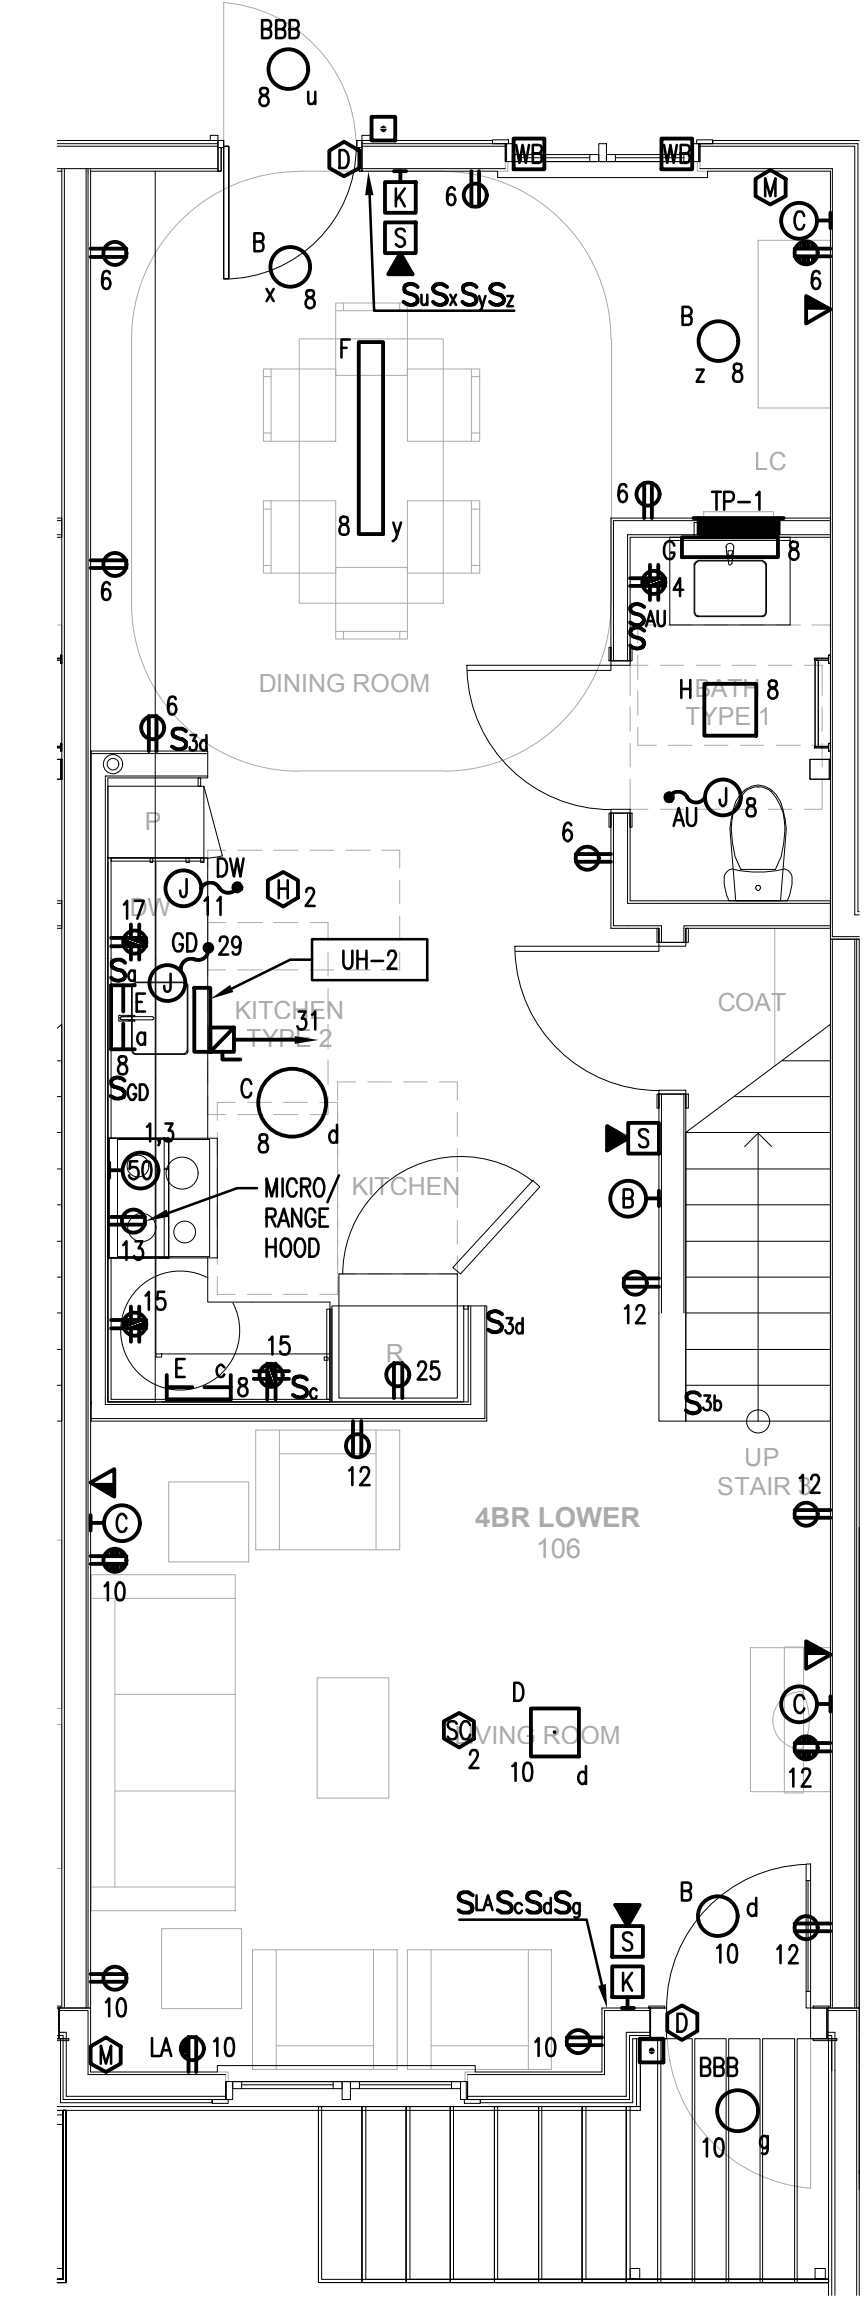 BBB
8 u
D
WB WB
K
6
M
S
C
6
B
x 8
6
SuSxSySz
F
B
z 8
LC
8 y
6
TP-1
G 8
6
4
SAU
S
DINING ROOM
H 8
BATH
TYPE 1
6
S3d
P
J
8
AU
6
DW
J
11
H 2
17
DW
GD 29
Sa
J
UH-2
E
a
8
KITCHEN
TYPE 2
31
COAT
SGD
C
8 d
S
1,3
50
MICRO/
RANGE
HOOD
KITCHEN
B
13
12
15
S3d
15
R
25
E c
8
Sc
S3b
12
UP
STAIR 3
12
C
4BR LOWER
106
10
D
C
SC
2
LIVING ROOM
10 d
12
SLAScSdSg
B d
10
S
12
K
10
D
M
LA 10
10
BBB
10 g